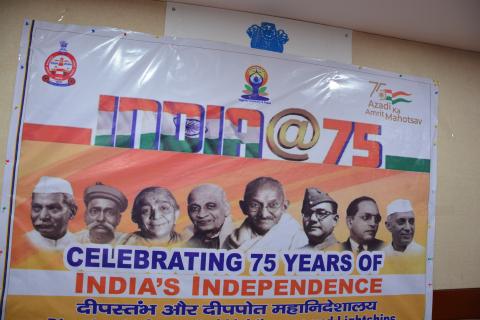 75
Azadi Ka
Amrit Mahotsav
INDIA@75
CELEBRATING 75 YEARS OF
INDIA'S INDEPENDENCE
दीपस्तंभ और दीपपोत महानिदेशालय